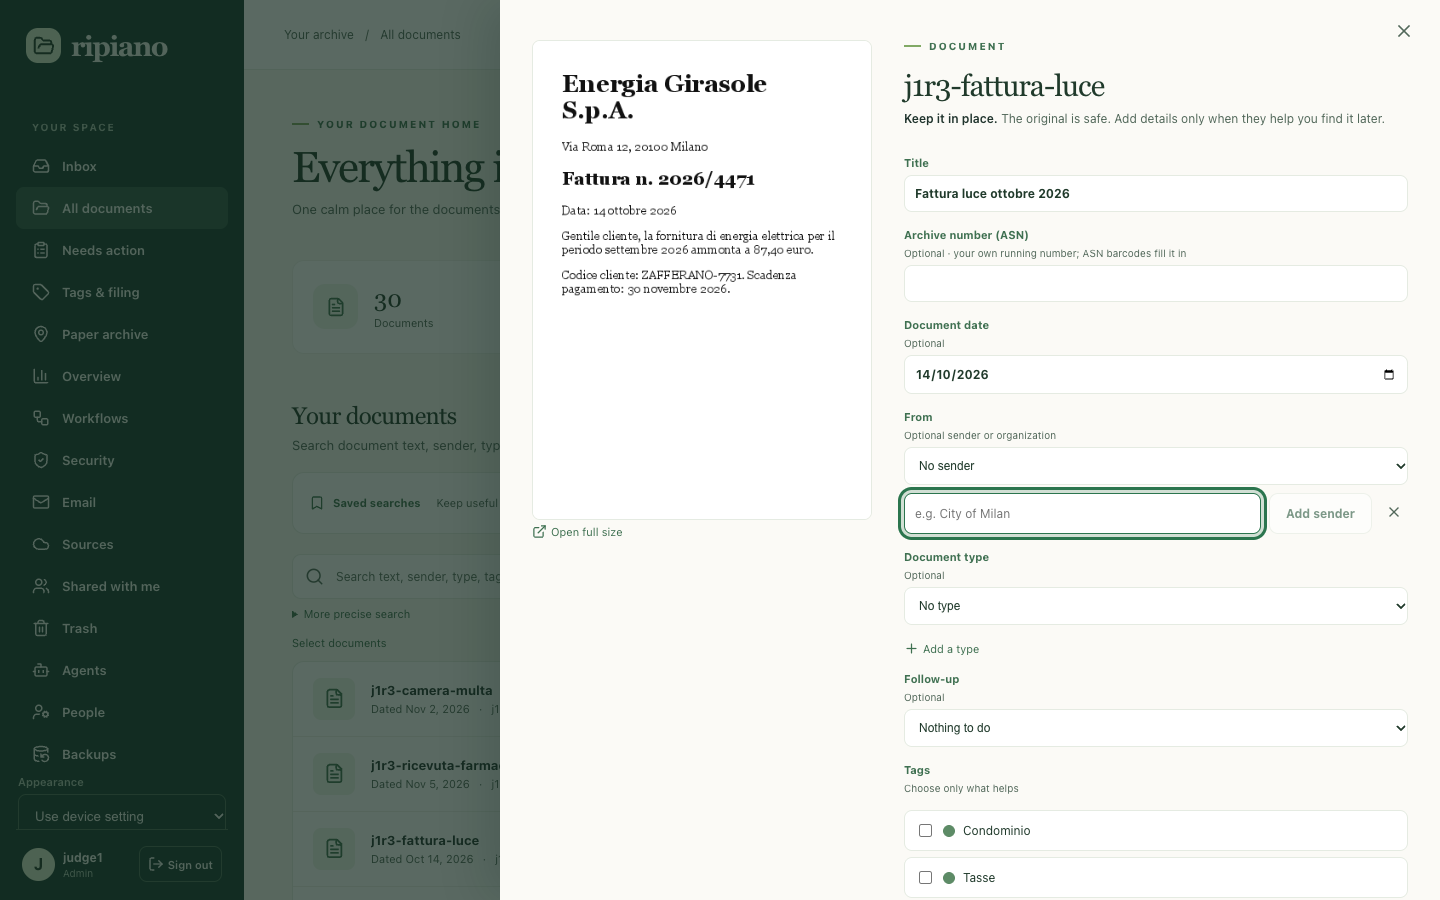 ripiano
YOUR SPACE
Inbox
All documents
Needs action
Tags & filing
Paper archive
Overview
Workflows
Security
Email
Sources
Shared with me
Trash
Agents
People
Backups
Appearance
Use device setting
J
judge1
Admin
Sign out
Your archive / All documents
YOUR DOCUMENT HOME
Everything i
One calm place for the documents
30
Documents
Your documents
Search document text, sender, typ
Saved searches Keep useful
Search text, sender, type, tag
More precise search
Select documents
j1r3-camera-multa
Dated Nov 2, 2026 · j1
j1r3-ricevuta-farma
Dated Nov 5, 2026 · j1
j1r3-fattura-luce
Dated Oct 14, 2026 · j
Energia Girasole
S.p.A.
Via Roma 12, 20100 Milano
Fattura n. 2026/4471
Data: 14 ottobre 2026
Gentile cliente, la fornitura di energia elettrica per il
periodo settembre 2026 ammonta a 87,40 euro.
Codice cliente: ZAFFERANO-7731. Scadenza
pagamento: 30 novembre 2026.
Open full size
DOCUMENT
j1r3-fattura-luce
Keep it in place. The original is safe. Add details only when they help you find it later.
Title
Fattura luce ottobre 2026
Archive number (ASN)
Optional · your own running number; ASN barcodes fill it in
Document date
Optional
14/10/2026
From
Optional sender or organization
No sender
e.g. City of Milan
Add sender
Document type
Optional
No type
Add a type
Follow-up
Optional
Nothing to do
Tags
Choose only what helps
Condominio
Tasse